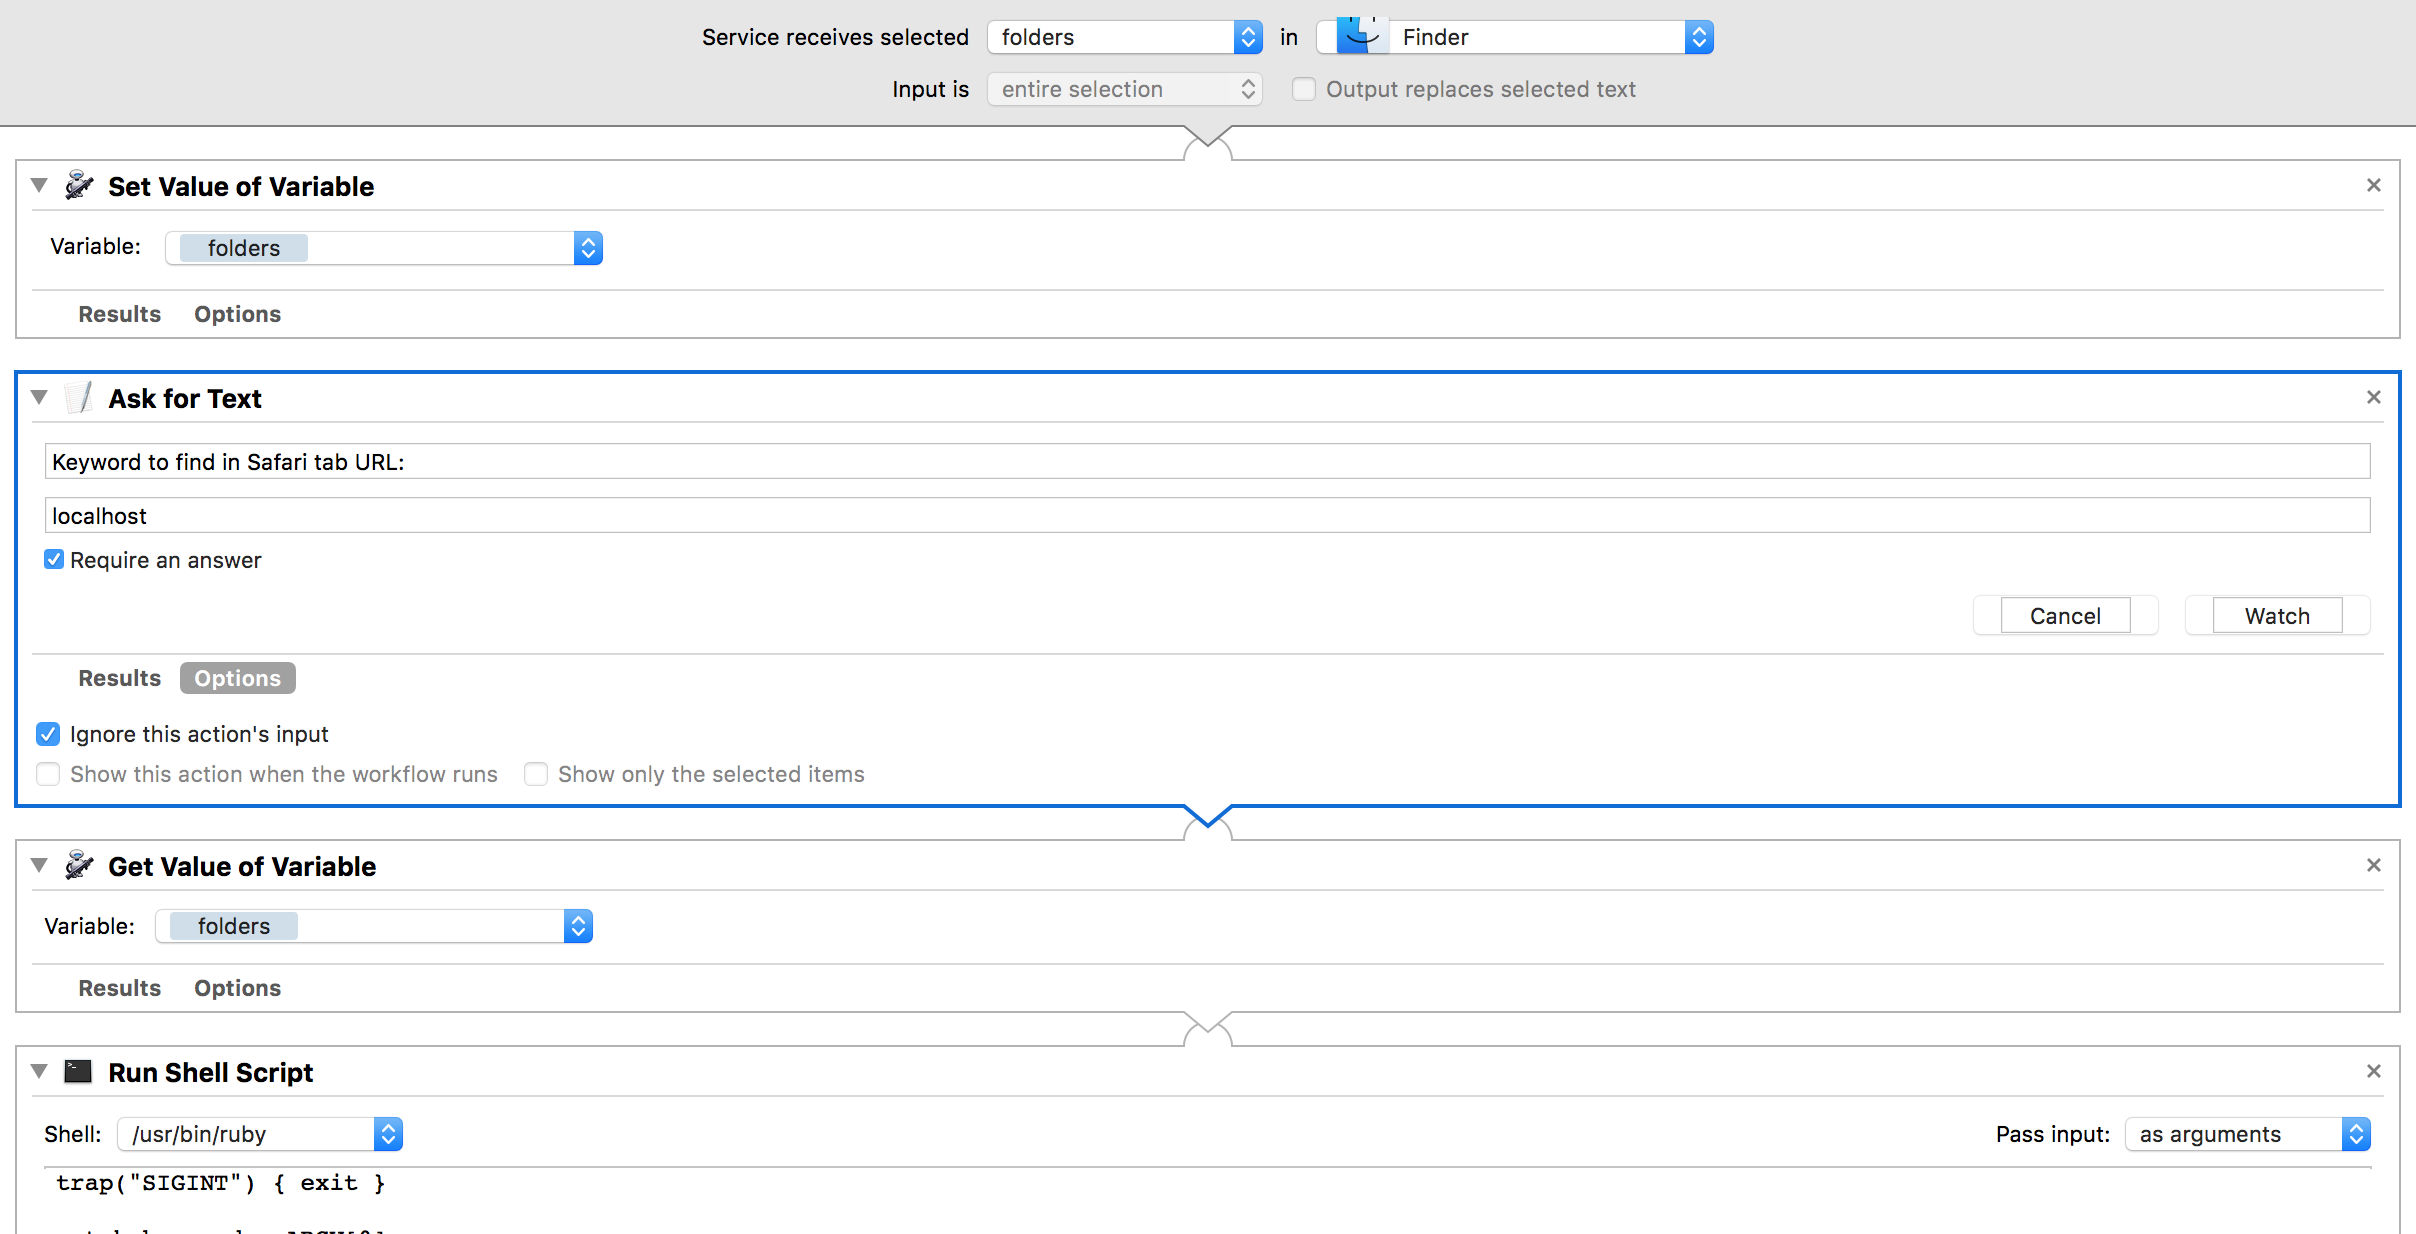 Service receives selected folders in Finder
Input is entire selection Output replaces selected text
Set Value of Variable
Variable: folders
Results Options
Ask for Text
Keyword to find in Safari tab URL:
localhost
Require an answer
Cancel Watch
Results Options
Ignore this action's input
Show this action when the workflow runs Show only the selected items
Get Value of Variable
Variable: folders
Results Options
Run Shell Script
Shell: /usr/bin/ruby Pass input: as arguments
trap("SIGINT") { exit }